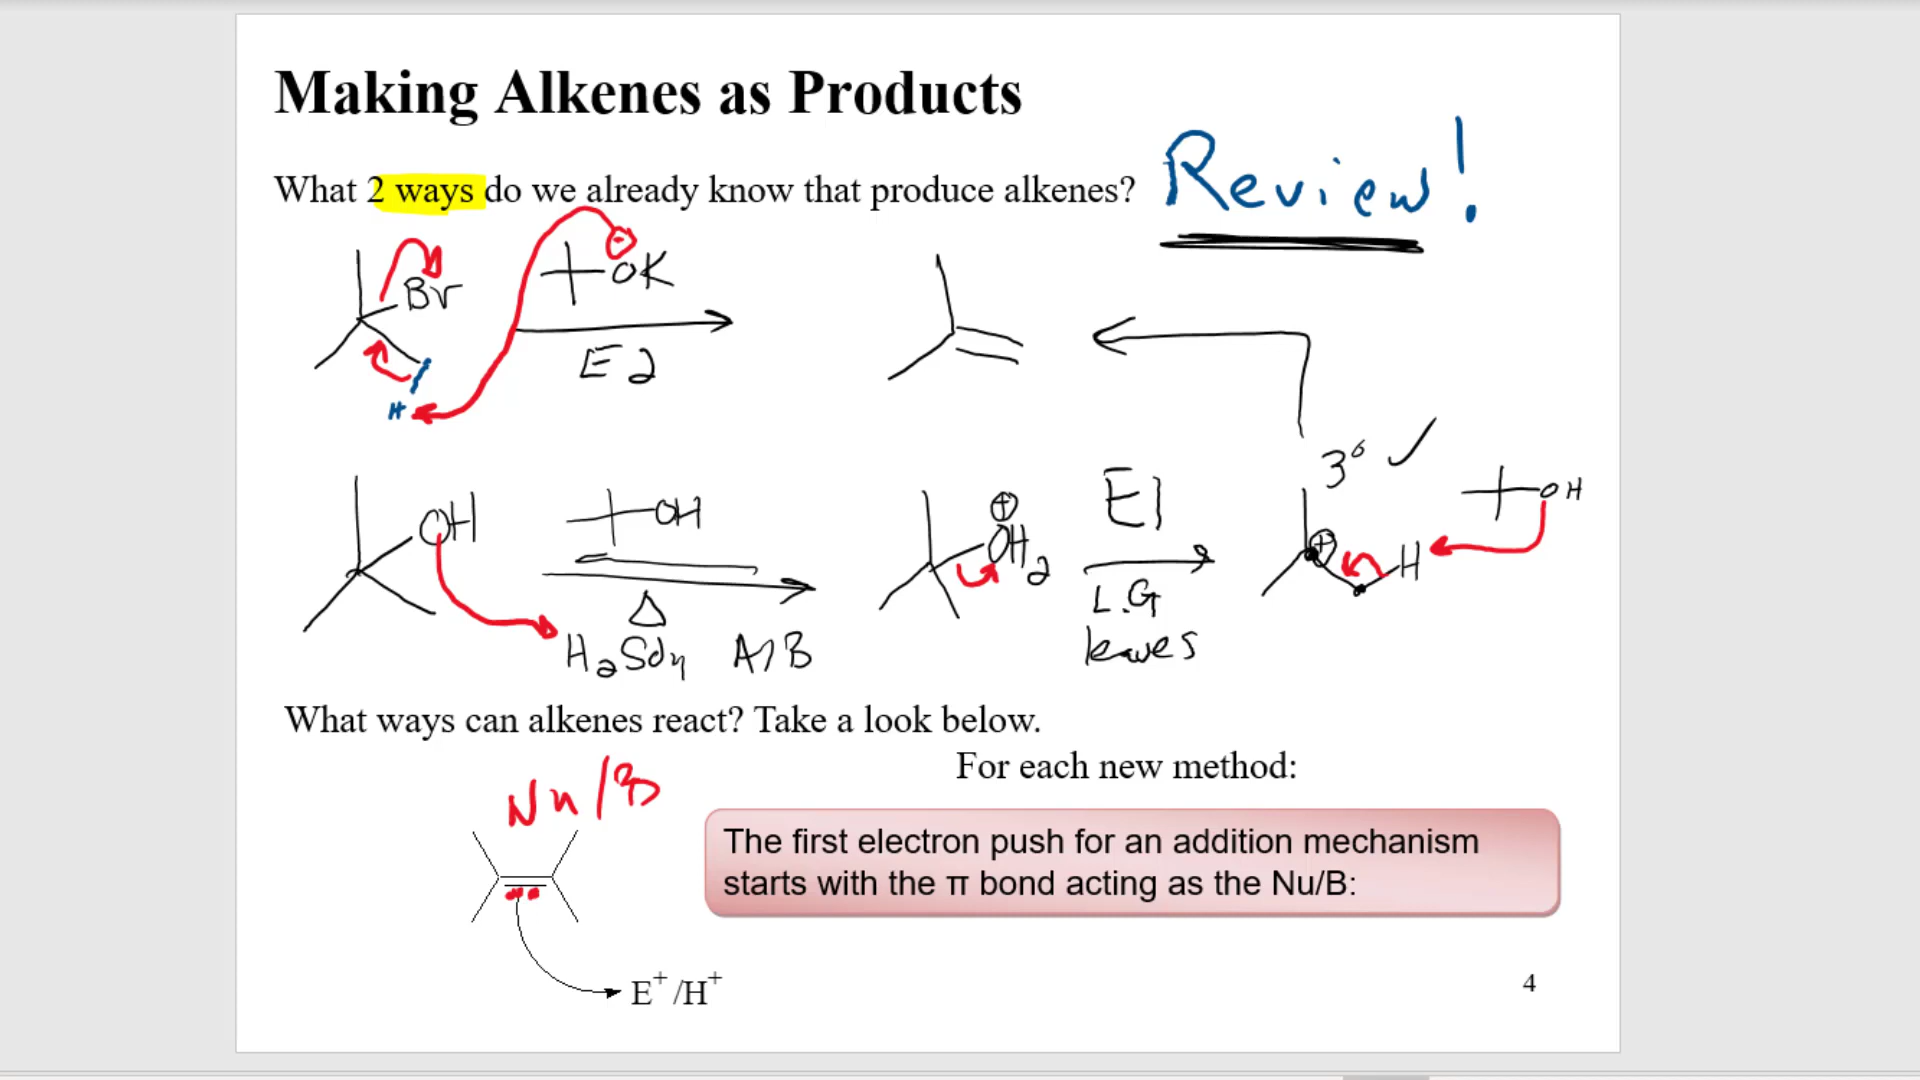 Making Alkenes as Products
What 2 ways do we already know that produce alkenes?
Review!
Br
OK
E2
H
3° ✓
OH
OH
H₂SO₄ A/B
Δ
⊕
OH₂
E1
L.G
leaves
⊕
H
OH
What ways can alkenes react? Take a look below.
For each new method:
Nu/B
The first electron push for an addition mechanism
starts with the π bond acting as the Nu/B:
E⁺/H⁺
4